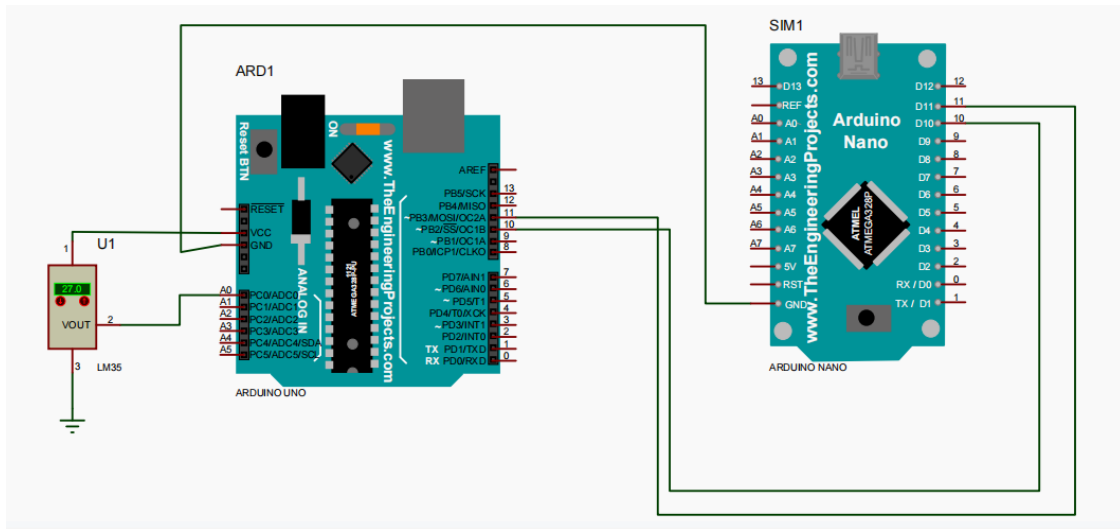 SIM1
ARD1
Reset BTN
ON
www.TheEngineeringProjects.com
AREF
PB5/SCK 13
PB4/MISO 12
~PB3/MOSI/OC2A 11
~PB2/SS/OC1B 10
~PB1/OC1A 9
PB0/ICP1/CLKO 8
RESET
VCC
GND
ANALOG IN
ATMEGA328P-PU
1121
A0 PC0/ADC0
A1 PC1/ADC1
A2 PC2/ADC2
A3 PC3/ADC3
A4 PC4/ADC4/SDA
A5 PC5/ADC5/SCL
PD7/AIN1 7
~PD6/AIN0 6
~PD5/T1 5
PD4/T0/XCK 4
~PD3/INT1 3
PD2/INT0 2
TX PD1/TXD 1
RX PD0/RXD 0
ARDUINO UNO
U1
1
27.0
VOUT 2
3
LM35
www.TheEngineeringProjects.com
Arduino
Nano
ATMEL
ATMEGA328P
13 D13
REF
A0 A0
A1 A1
A2 A2
A3 A3
A4 A4
A5 A5
A6 A6
A7 A7
5V
RST
GND
D12 12
D11 11
D10 10
D9 9
D8 8
D7 7
D6 6
D5 5
D4 4
D3 3
D2 2
RX / D0 0
TX / D1 1
ARDUINO NANO